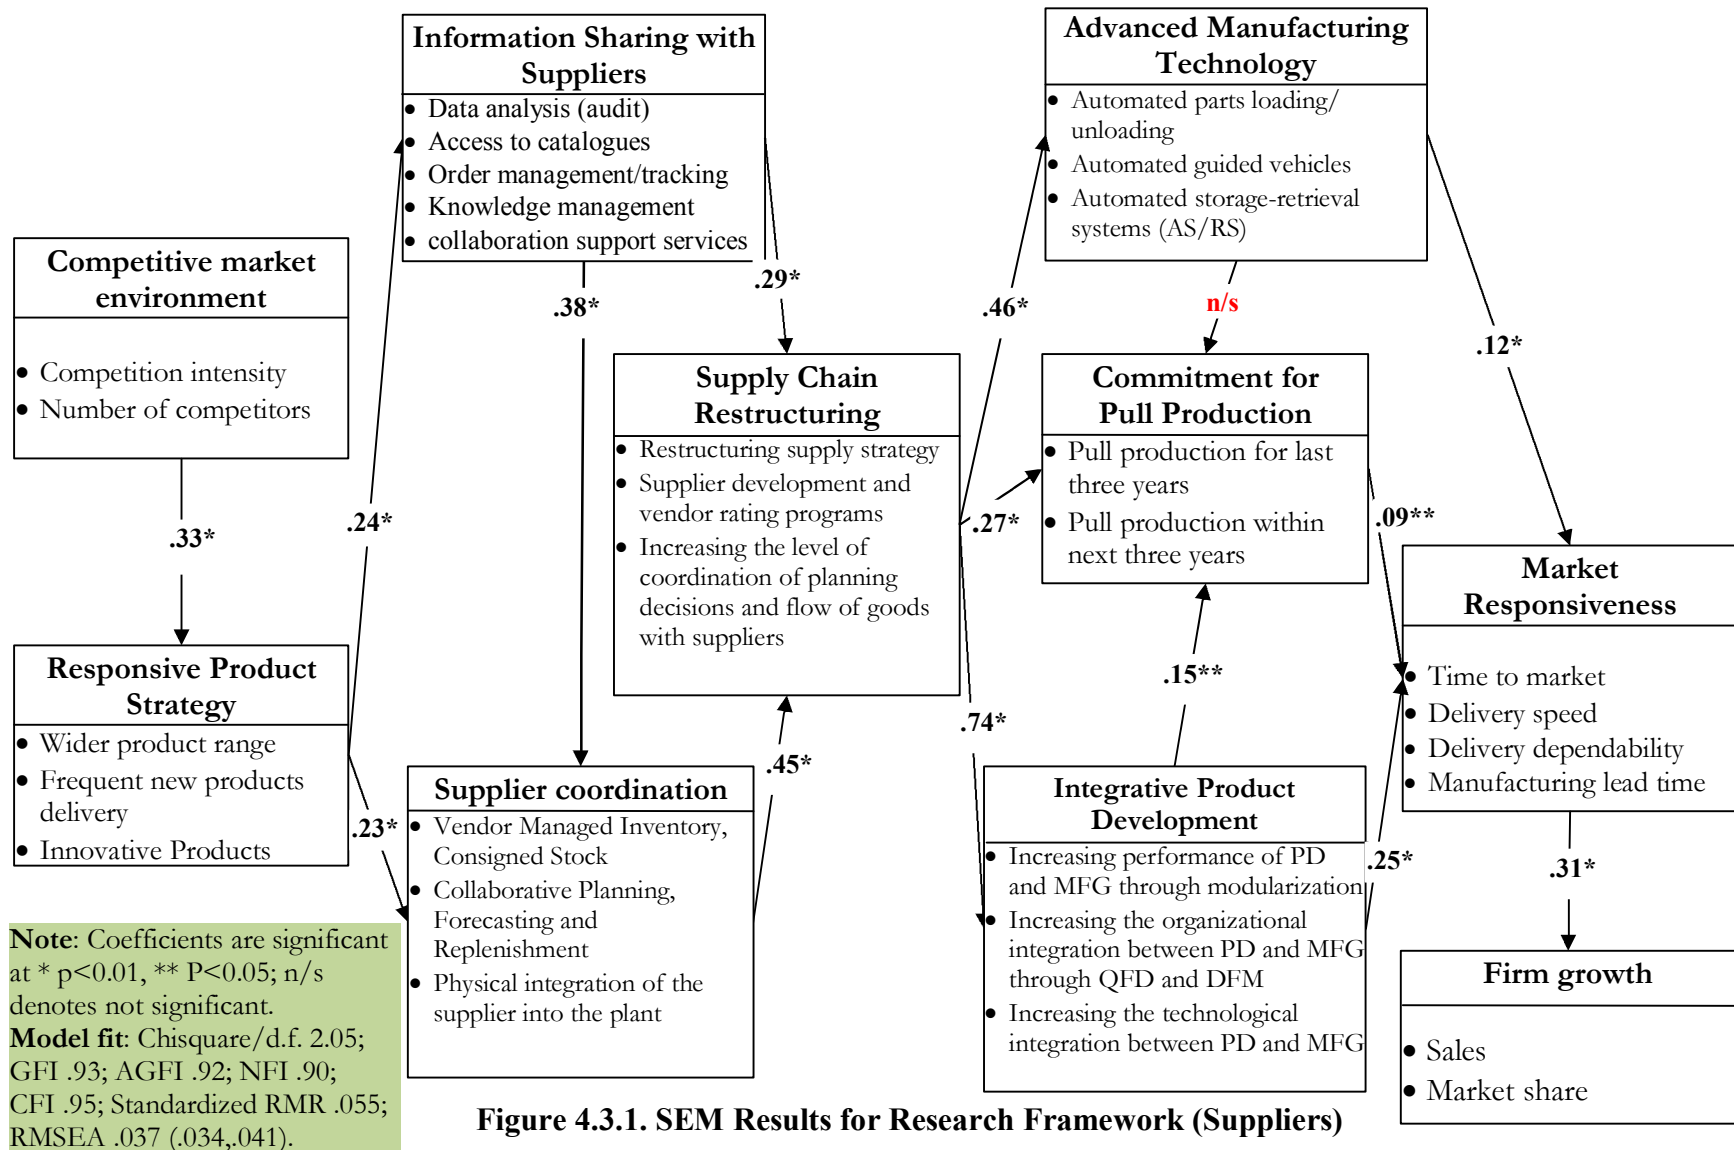 Information Sharing with
Suppliers
• Data analysis (audit)
• Access to catalogues
• Order management/tracking
• Knowledge management
• collaboration support services
Advanced Manufacturing
Technology
• Automated parts loading/
unloading
• Automated guided vehicles
• Automated storage-retrieval
systems (AS/RS)
Competitive market
environment
• Competition intensity
• Number of competitors
.29*
.38*
.46*
n/s
.12*
Supply Chain
Restructuring
• Restructuring supply strategy
• Supplier development and
vendor rating programs
• Increasing the level of
coordination of planning
decisions and flow of goods
with suppliers
Commitment for
Pull Production
• Pull production for last
three years
• Pull production within
next three years
.33*
.24*
.27*
.09**
Market
Responsiveness
• Time to market
• Delivery speed
• Delivery dependability
• Manufacturing lead time
Responsive Product
Strategy
• Wider product range
• Frequent new products
delivery
• Innovative Products
.15**
.74*
.45*
.23*
.25*
.31*
Supplier coordination
• Vendor Managed Inventory,
Consigned Stock
• Collaborative Planning,
Forecasting and
Replenishment
• Physical integration of the
supplier into the plant
Integrative Product
Development
• Increasing performance of PD
and MFG through modularization
• Increasing the organizational
integration between PD and MFG
through QFD and DFM
• Increasing the technological
integration between PD and MFG
Firm growth
• Sales
• Market share
Note: Coefficients are significant
at * p<0.01, ** P<0.05; n/s
denotes not significant.
Model fit: Chisquare/d.f. 2.05;
GFI .93; AGFI .92; NFI .90;
CFI .95; Standardized RMR .055;
RMSEA .037 (.034,.041).
Figure 4.3.1. SEM Results for Research Framework (Suppliers)